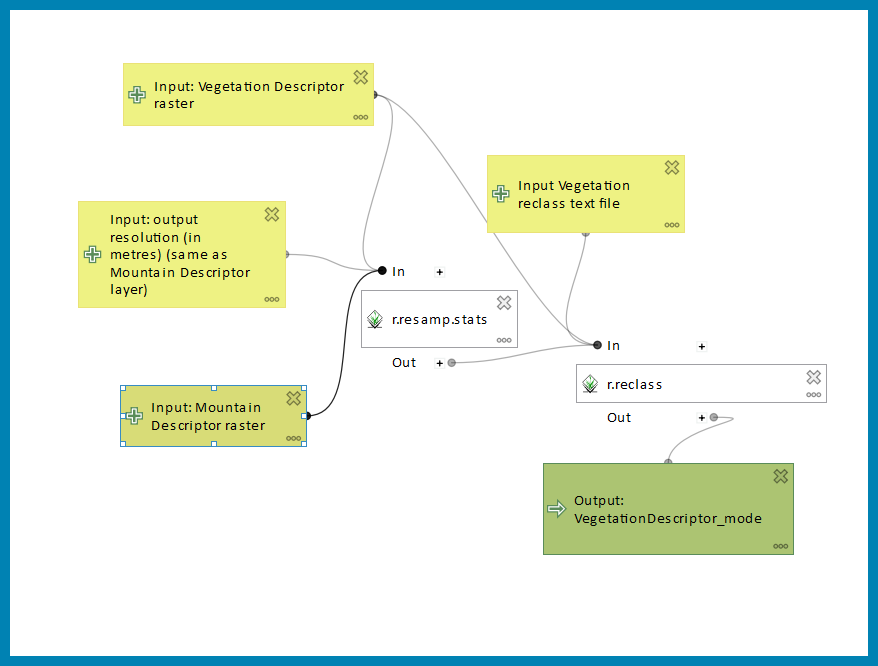 Input: Vegetation Descriptor
raster
Input Vegetation
reclass text file
Input: output
resolution (in
metres) (same as
Mountain Descriptor
layer)
In +
r.resamp.stats
Out +
In +
r.reclass
Out +
Input: Mountain
Descriptor raster
Output:
VegetationDescriptor_mode